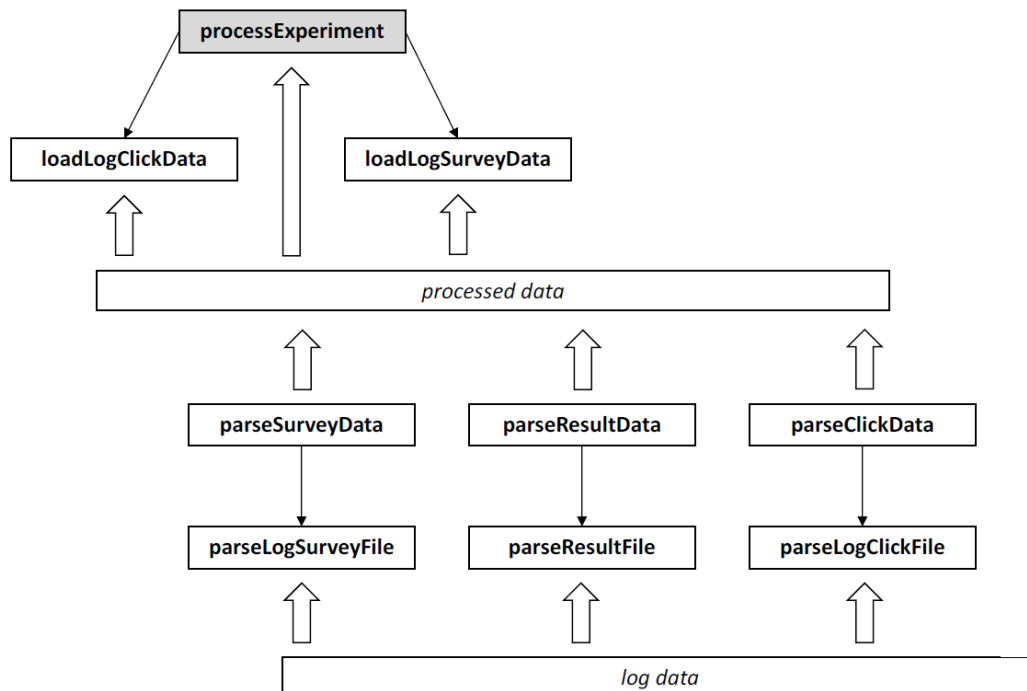 processExperiment
loadLogClickData
loadLogSurveyData
processed data
parseSurveyData
parseResultData
parseClickData
parseLogSurveyFile
parseResultFile
parseLogClickFile
log data